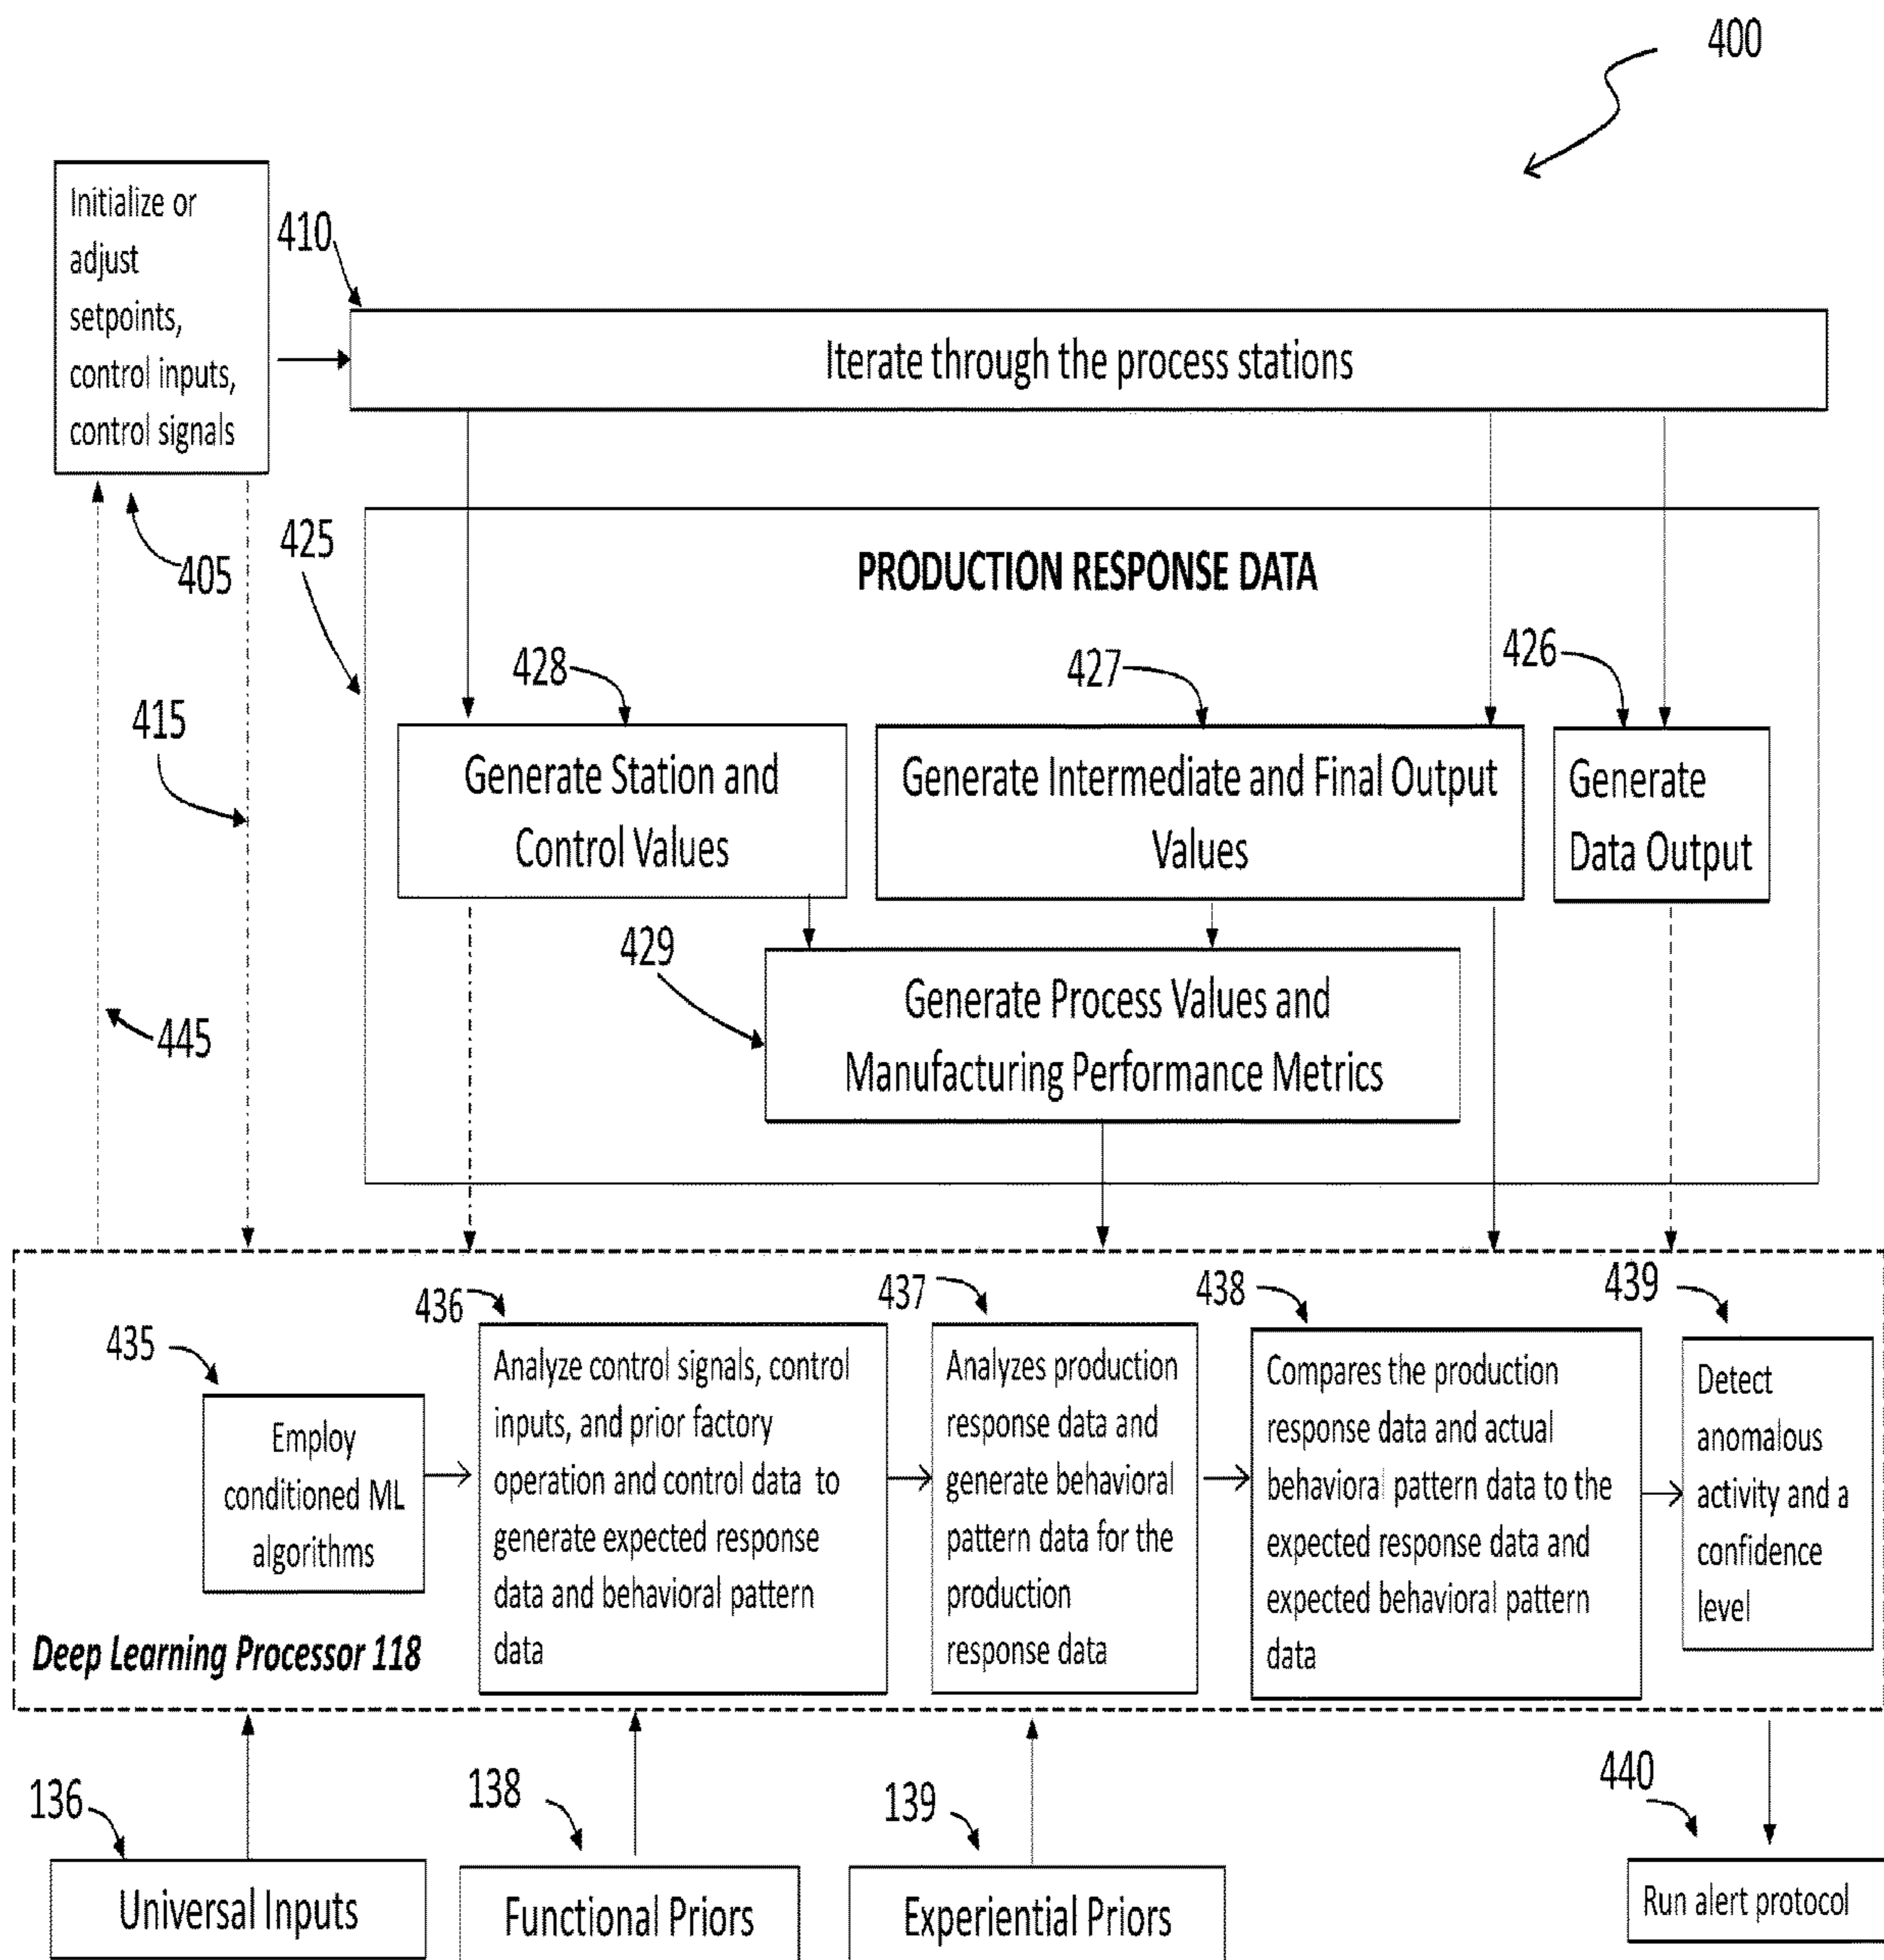 400
Initialize or
adjust
setpoints,
control inputs,
control signals
410
Iterate through the process stations
405
425
PRODUCTION RESPONSE DATA
415
428
427
426
Generate Station and
Control Values
Generate Intermediate and Final Output
Values
Generate
Data Output
429
Generate Process Values and
Manufacturing Performance Metrics
445
435
436
437
438
439
Employ
conditioned ML
algorithms
Analyze control signals, control
inputs, and prior factory
operation and control data to
generate expected response
data and behavioral pattern
data
Analyzes production
response data and
generate behavioral
pattern data for the
production
response data
Compares the production
response data and actual
behavioral pattern data to the
expected response data and
expected behavioral pattern
data
Detect
anomalous
activity and a
confidence
level
Deep Learning Processor 118
136
138
139
440
Universal Inputs
Functional Priors
Experiential Priors
Run alert protocol